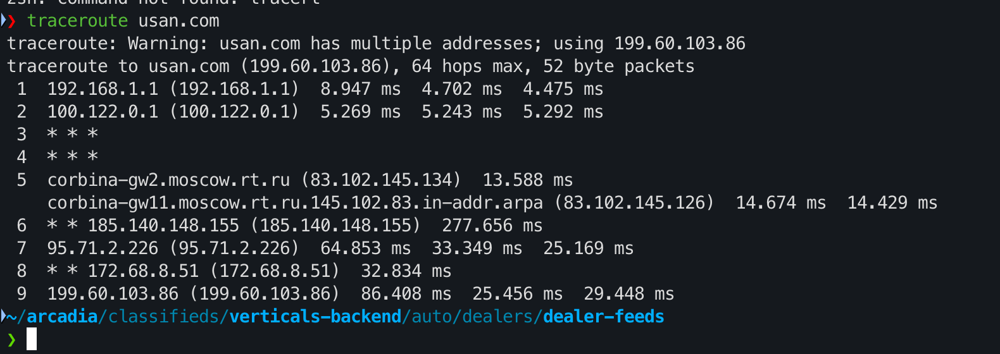 zsh: command not found: tracert
❯ traceroute usan.com
traceroute: Warning: usan.com has multiple addresses; using 199.60.103.86
traceroute to usan.com (199.60.103.86), 64 hops max, 52 byte packets
 1  192.168.1.1 (192.168.1.1)  8.947 ms  4.702 ms  4.475 ms
 2  100.122.0.1 (100.122.0.1)  5.269 ms  5.243 ms  5.292 ms
 3  * * *
 4  * * *
 5  corbina-gw2.moscow.rt.ru (83.102.145.134)  13.588 ms
    corbina-gw11.moscow.rt.ru.145.102.83.in-addr.arpa (83.102.145.126)  14.674 ms  14.429 ms
 6  * * 185.140.148.155 (185.140.148.155)  277.656 ms
 7  95.71.2.226 (95.71.2.226)  64.853 ms  33.349 ms  25.169 ms
 8  * * 172.68.8.51 (172.68.8.51)  32.834 ms
 9  199.60.103.86 (199.60.103.86)  86.408 ms  25.456 ms  29.448 ms
~/arcadia/classifieds/verticals-backend/auto/dealers/dealer-feeds
❯